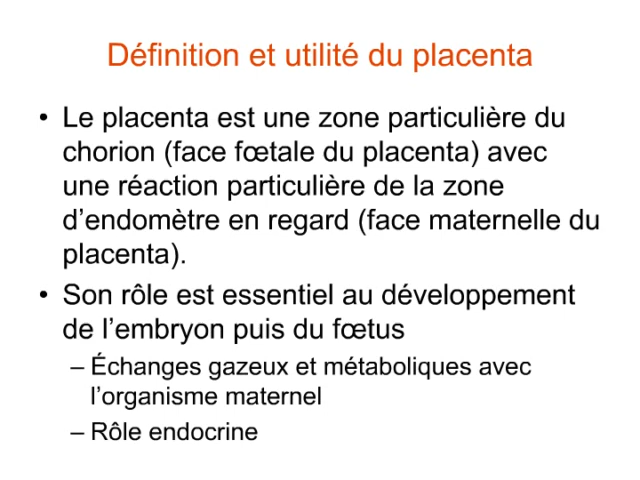 Définition et utilité du placenta
• Le placenta est une zone particulière du
chorion (face fœtale du placenta) avec
une réaction particulière de la zone
d'endomètre en regard (face maternelle du
placenta).
• Son rôle est essentiel au développement
de l'embryon puis du fœtus
– Échanges gazeux et métaboliques avec
l'organisme maternel
– Rôle endocrine